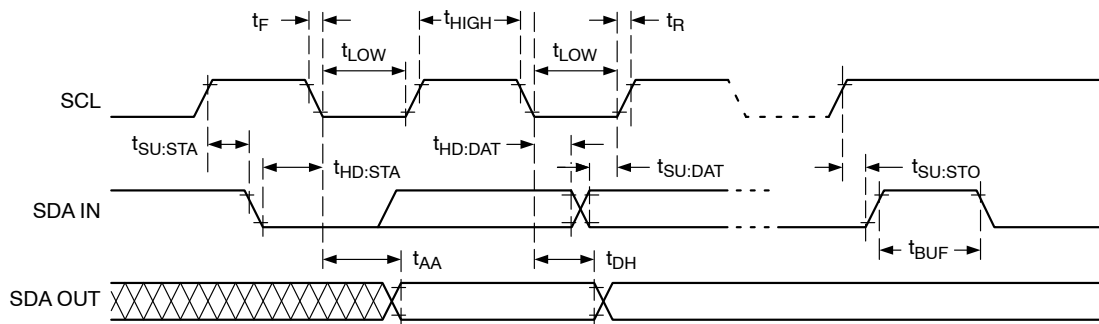 tF
tHIGH
tR
tLOW
tLOW
SCL
tSU:STA
tHD:STA
tHD:DAT
tSU:DAT
tSU:STO
SDA IN
tBUF
tAA
tDH
SDA OUT